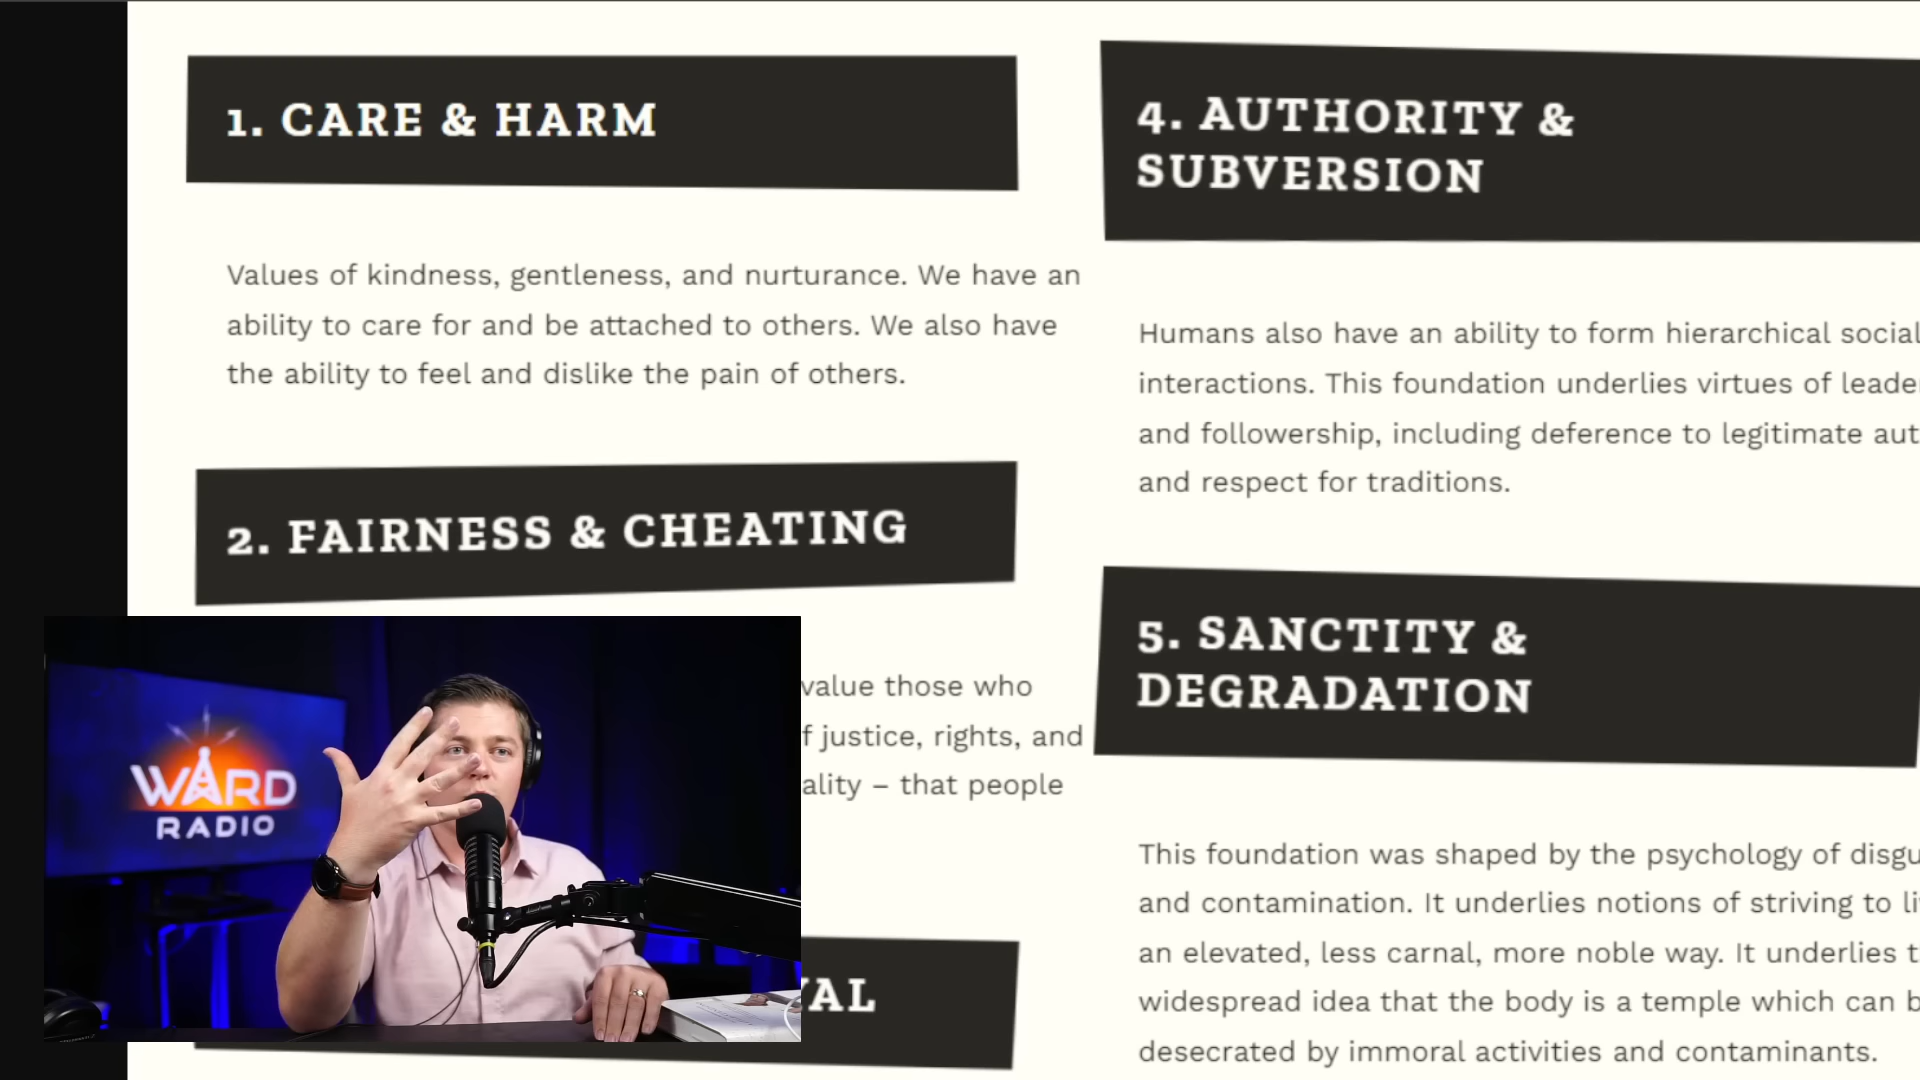 1. CARE & HARM
Values of kindness, gentleness, and nurturance. We have an
ability to care for and be attached to others. We also have
the ability to feel and dislike the pain of others.
2. FAIRNESS & CHEATING
value those who
justice, rights, and
– that people
WARD
RADIO
4. AUTHORITY &
SUBVERSION
Humans also have an ability to form hierarchical social
interactions. This foundation underlies virtues of
and followership, including deference to legitimate
and respect for traditions.
5. SANCTITY &
DEGRADATION
This foundation was shaped by the psychology of
and contamination. It underlies notions of striving to
an elevated, less carnal, more noble way. It underlies
widespread idea that the body is a temple which can
desecrated by immoral activities and contaminants.